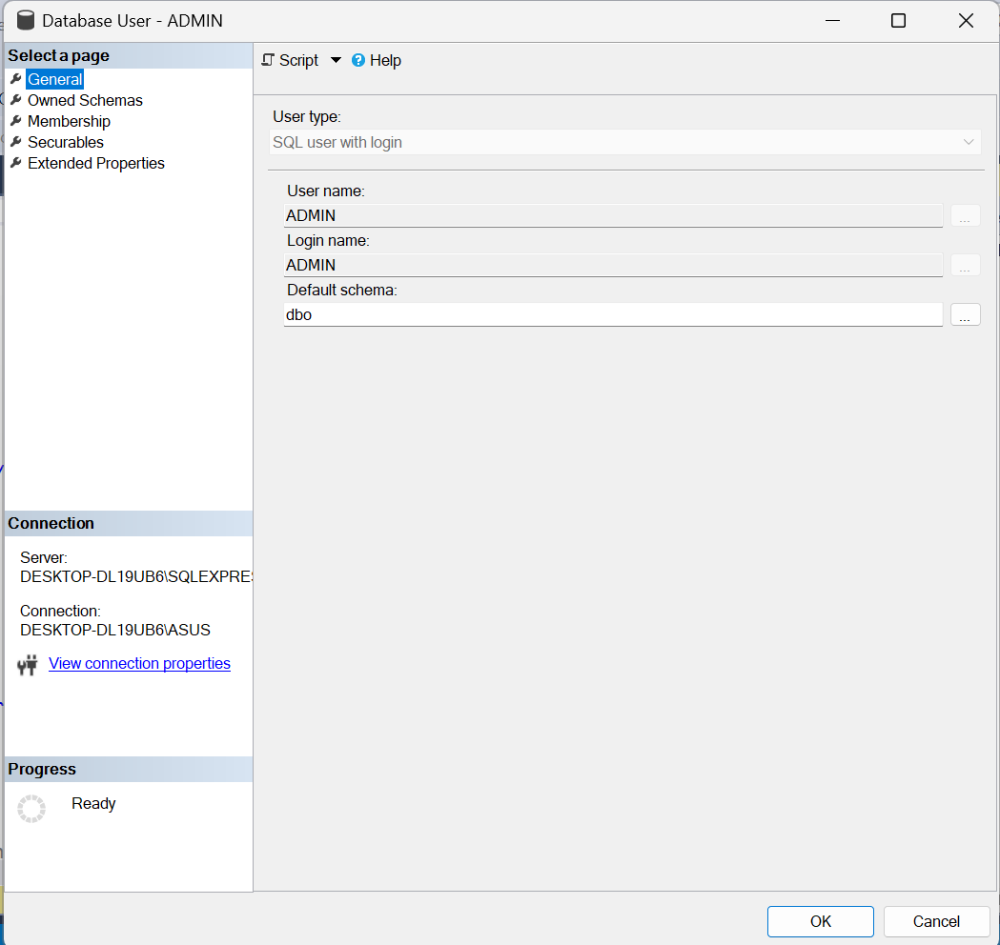 Database User - ADMIN
Select a page
General
Owned Schemas
Membership
Securables
Extended Properties
Script
Help
User type:
SQL user with login
User name:
ADMIN
...
Login name:
ADMIN
...
Default schema:
dbo
...
Connection
Server:
DESKTOP-DL19UB6\SQLEXPRES
Connection:
DESKTOP-DL19UB6\ASUS
View connection properties
Progress
Ready
OK
Cancel